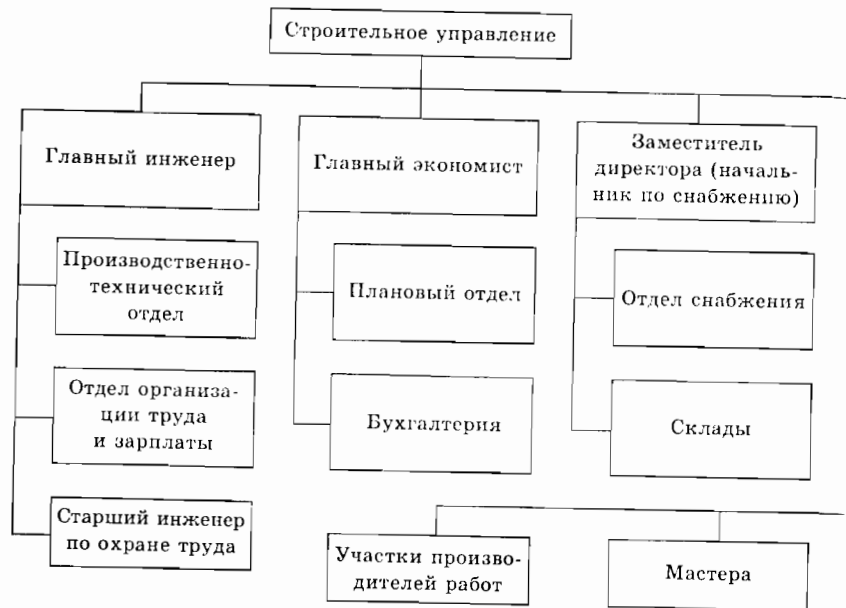 Строительное управление
Главный инженер
Главный экономист
Заместитель
директора (началь-
ник по снабжению)
Производственно-
технический
отдел
Плановый отдел
Отдел снабжения
Отдел организа-
ции труда
и зарплаты
Бухгалтерия
Склады
Старший инженер
по охране труда
Участки произво-
дителей работ
Мастера